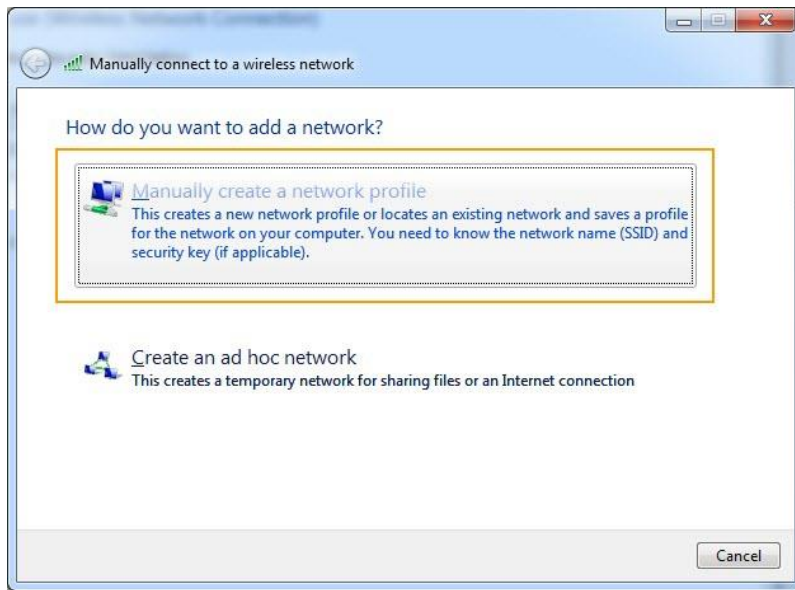 Manually connect to a wireless network
How do you want to add a network?
Manually create a network profile
This creates a new network profile or locates an existing network and saves a profile
for the network on your computer. You need to know the network name (SSID) and
security key (if applicable).
Create an ad hoc network
This creates a temporary network for sharing files or an Internet connection
Cancel